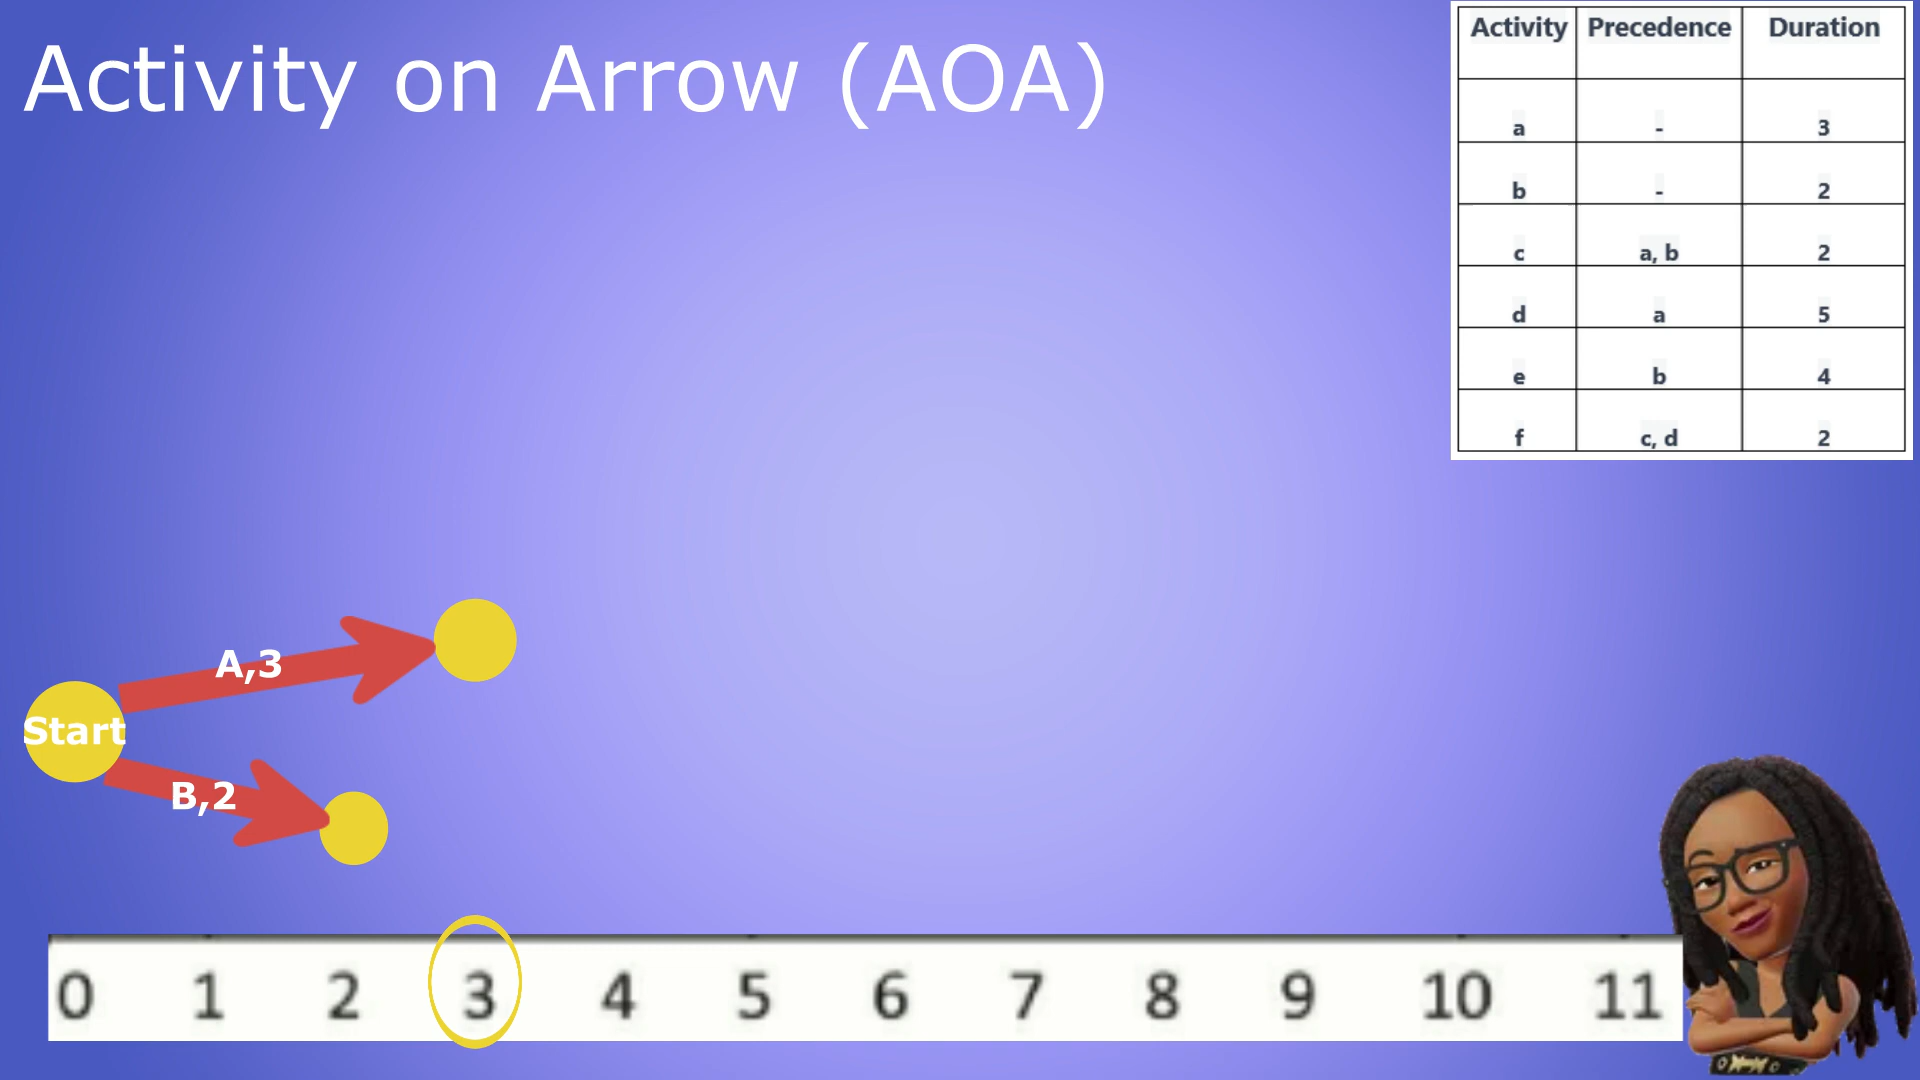 Activity on Arrow (AOA)
Activity Precedence Duration
a - 3
b - 2
c a, b 2
d a 5
e b 4
f c, d 2
A,3
Start
B,2
0 1 2 3 4 5 6 7 8 9 10 11